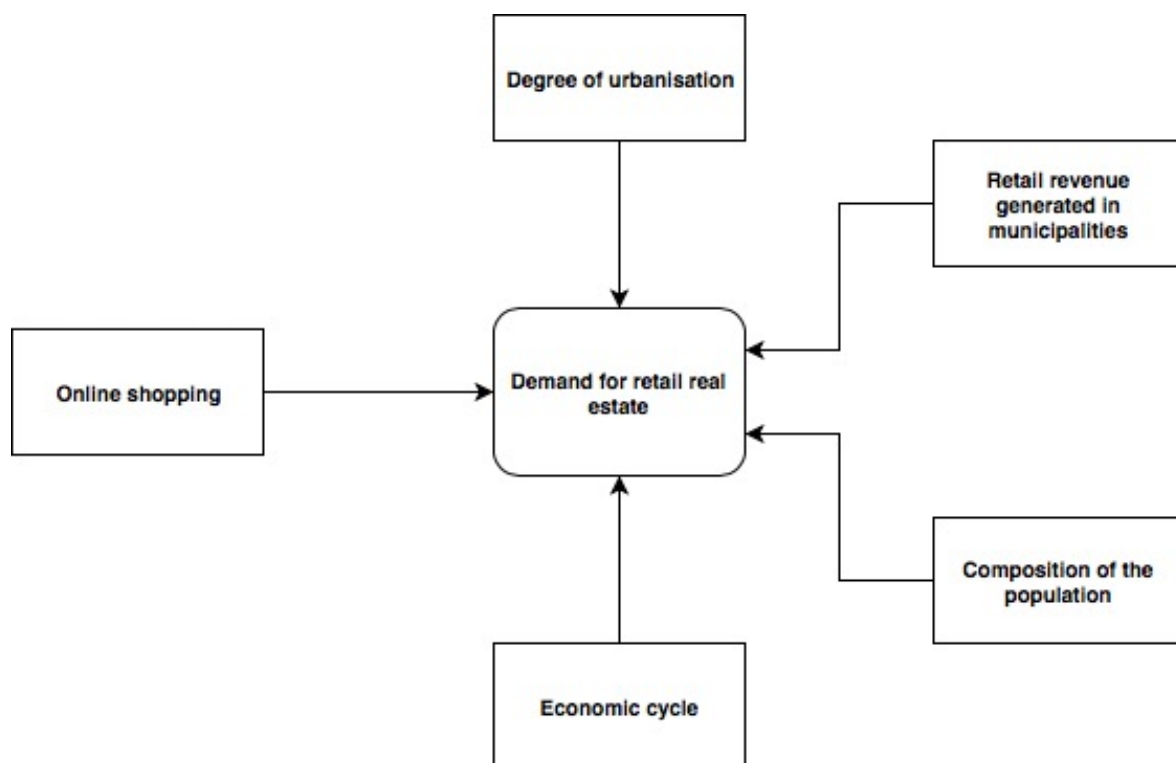 Degree of urbanisation
Retail revenue
generated in
municipalities
Online shopping
Demand for retail real
estate
Composition of the
population
Economic cycle